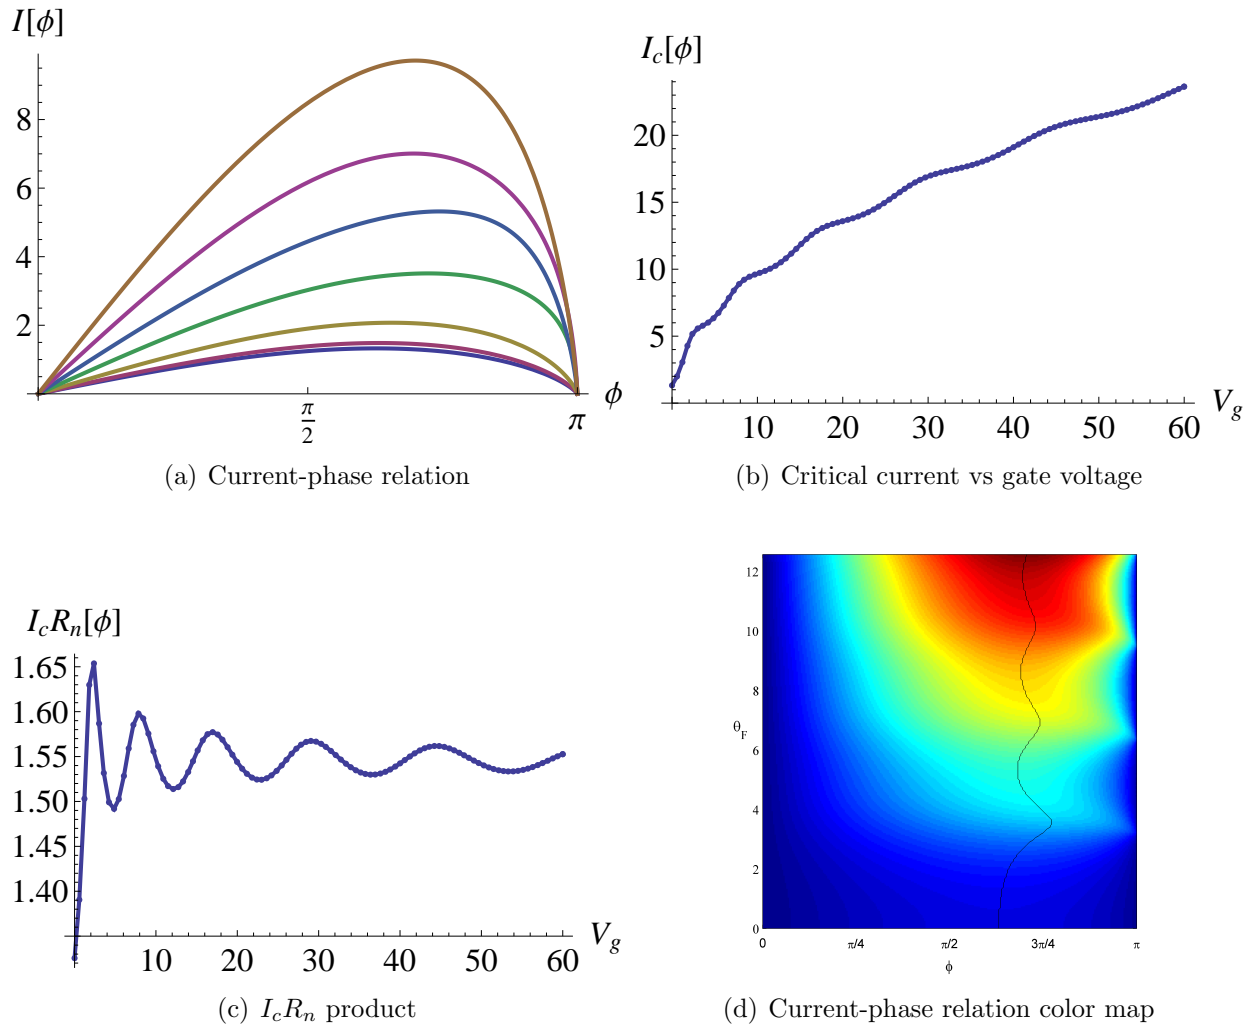 I[ϕ]
8
6
4
2
π/2
π
ϕ
(a) Current-phase relation
I_c[ϕ]
20
15
10
5
10 20 30 40 50 60
V_g
(b) Critical current vs gate voltage
I_cR_n[ϕ]
1.65
1.60
1.55
1.50
1.45
1.40
10 20 30 40 50 60
V_g
(c) I_cR_n product
12
10
8
θ_F
6
4
2
0
0 π/4 π/2 3π/4 π
ϕ
(d) Current-phase relation color map